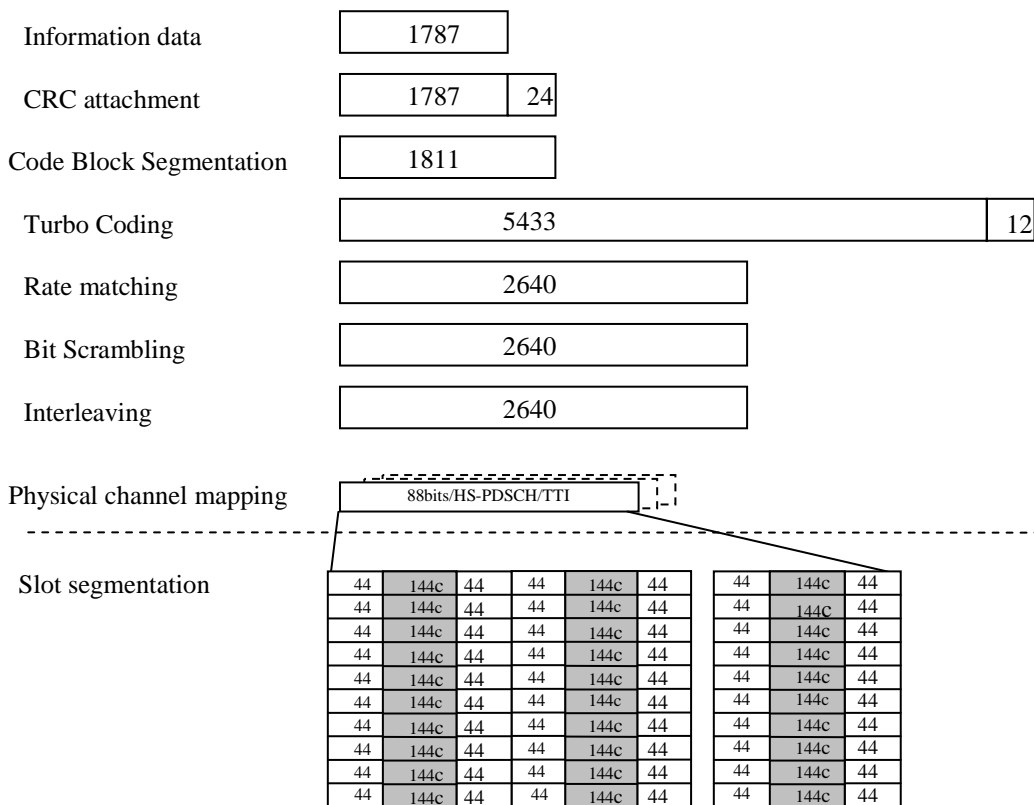 Information data 1787
CRC attachment 1787 24
Code Block Segmentation 1811
Turbo Coding 5433 12
Rate matching 2640
Bit Scrambling 2640
Interleaving 2640
Physical channel mapping 88bits/HS-PDSCH/TTI
Slot segmentation
44 144c 44 44 144c 44 44 144c 44
44 144c 44 44 144c 44 44 144c 44
44 144c 44 44 144c 44 44 144c 44
44 144c 44 44 144c 44 44 144c 44
44 144c 44 44 144c 44 44 144c 44
44 144c 44 44 144c 44 44 144c 44
44 144c 44 44 144c 44 44 144c 44
44 144c 44 44 144c 44 44 144c 44
44 144c 44 44 144c 44 44 144c 44
44 144c 44 44 144c 44 44 144c 44